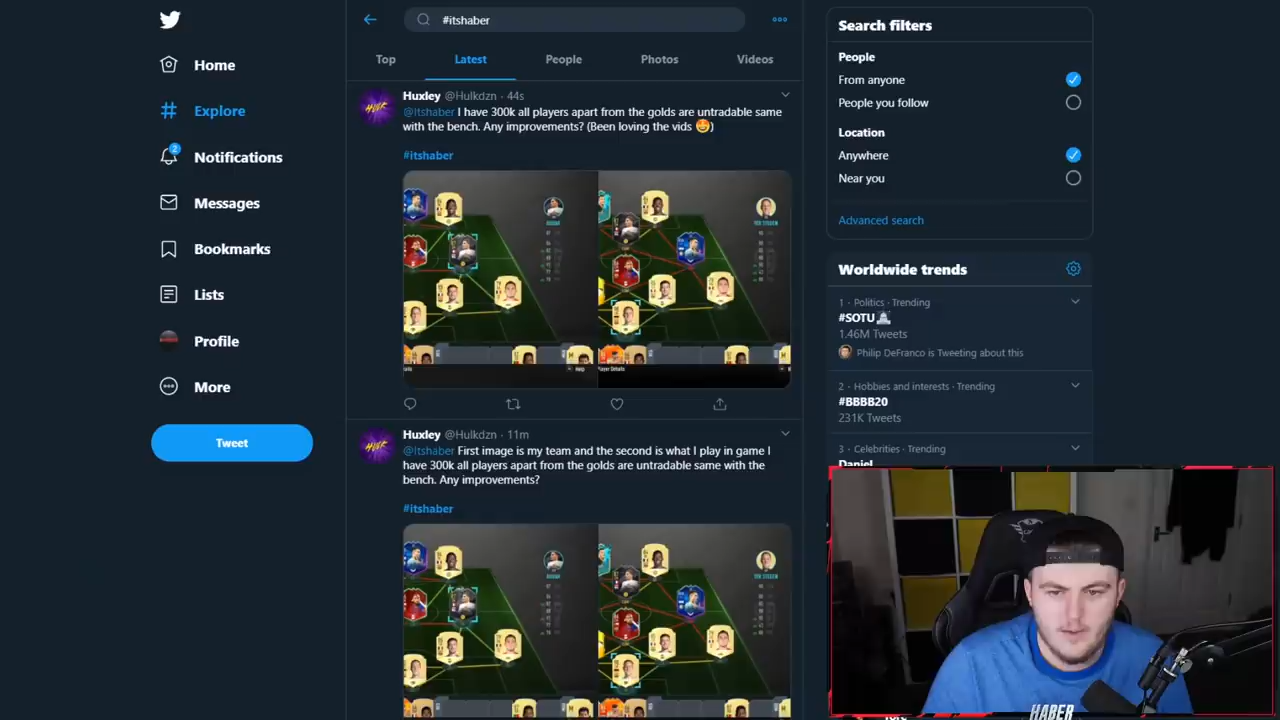 #itshaber
Home
Explore
2
Notifications
Messages
Bookmarks
Lists
Profile
More
Tweet
Top
Latest
People
Photos
Videos
Huxley @Hulkdzn · 44s
@Itshaber I have 300k all players apart from the golds are untradable same
with the bench. Any improvements? (Been loving the vids 🤩)
#itshaber
Huxley @Hulkdzn · 11m
@Itshaber First image is my team and the second is what I play in game I
have 300k all players apart from the golds are untradable same with the
bench. Any improvements?
#itshaber
Search filters
People
From anyone
People you follow
Location
Anywhere
Near you
Advanced search
Worldwide trends
1 · Politics · Trending
#SOTU
1.46M Tweets
Philip DeFranco is Tweeting about this
2 · Hobbies and interests · Trending
#BBBB20
231K Tweets
3 · Celebrities · Trending
Daniel
HABER